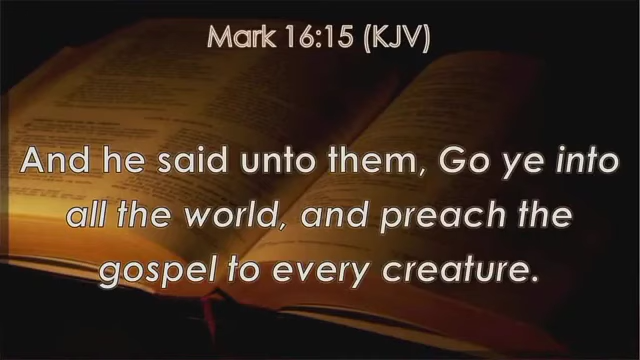 Mark 16:15 (KJV)
And he said unto them, Go ye into
all the world, and preach the
gospel to every creature.